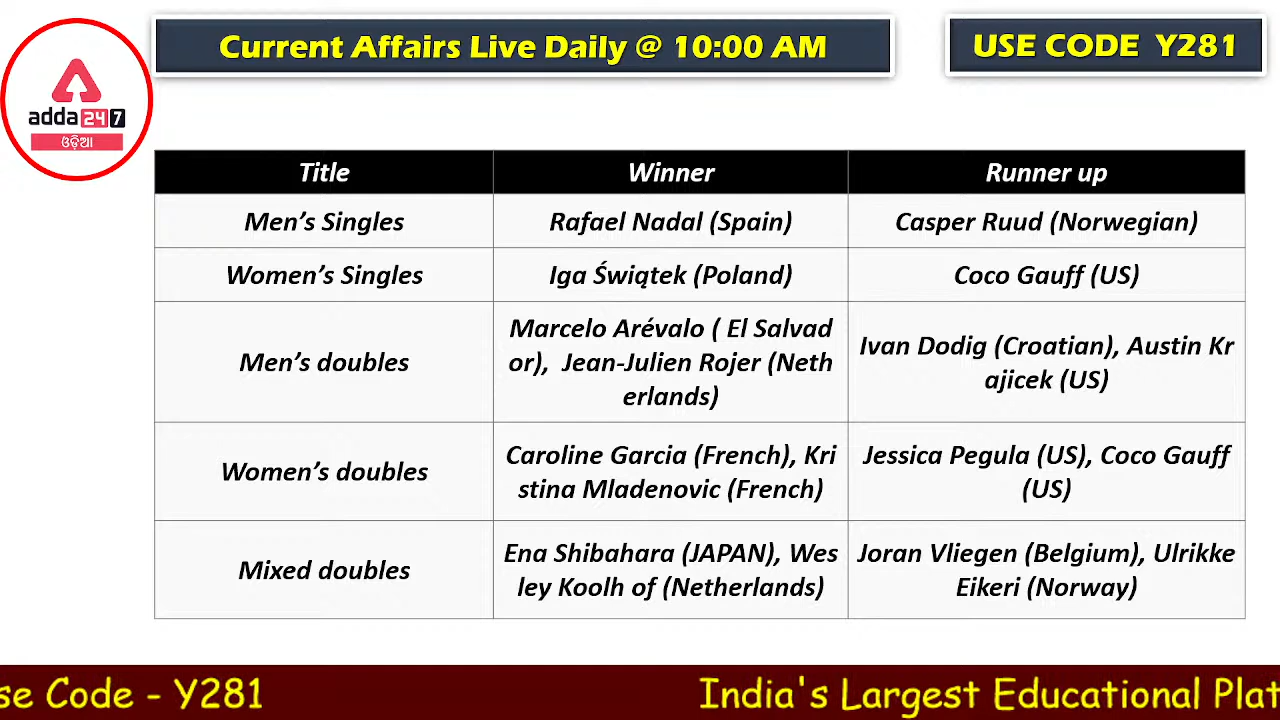 Current Affairs Live Daily @ 10:00 AM
USE CODE Y281
adda247
ଓଡ଼ିଆ
Title Winner Runner up
Men’s Singles Rafael Nadal (Spain) Casper Ruud (Norwegian)
Women’s Singles Iga Świątek (Poland) Coco Gauff (US)
Men’s doubles
Marcelo Arévalo ( El Salvad
or), Jean-Julien Rojer (Neth
erlands)
Ivan Dodig (Croatian), Austin Kr
ajicek (US)
Women’s doubles
Caroline Garcia (French), Kri
stina Mladenovic (French)
Jessica Pegula (US), Coco Gauff
(US)
Mixed doubles
Ena Shibahara (JAPAN), Wes
ley Koolh of (Netherlands)
Joran Vliegen (Belgium), Ulrikke
Eikeri (Norway)
se Code - Y281 India's Largest Educational Plat